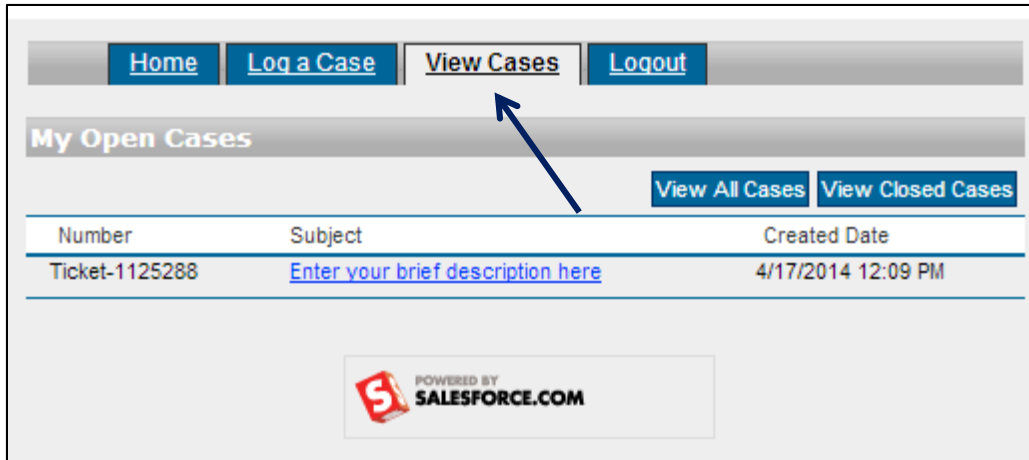 Home Log a Case View Cases Logout
My Open Cases
View All Cases View Closed Cases
Number Subject Created Date
Ticket-1125288 Enter your brief description here 4/17/2014 12:09 PM
S POWERED BY
SALESFORCE.COM